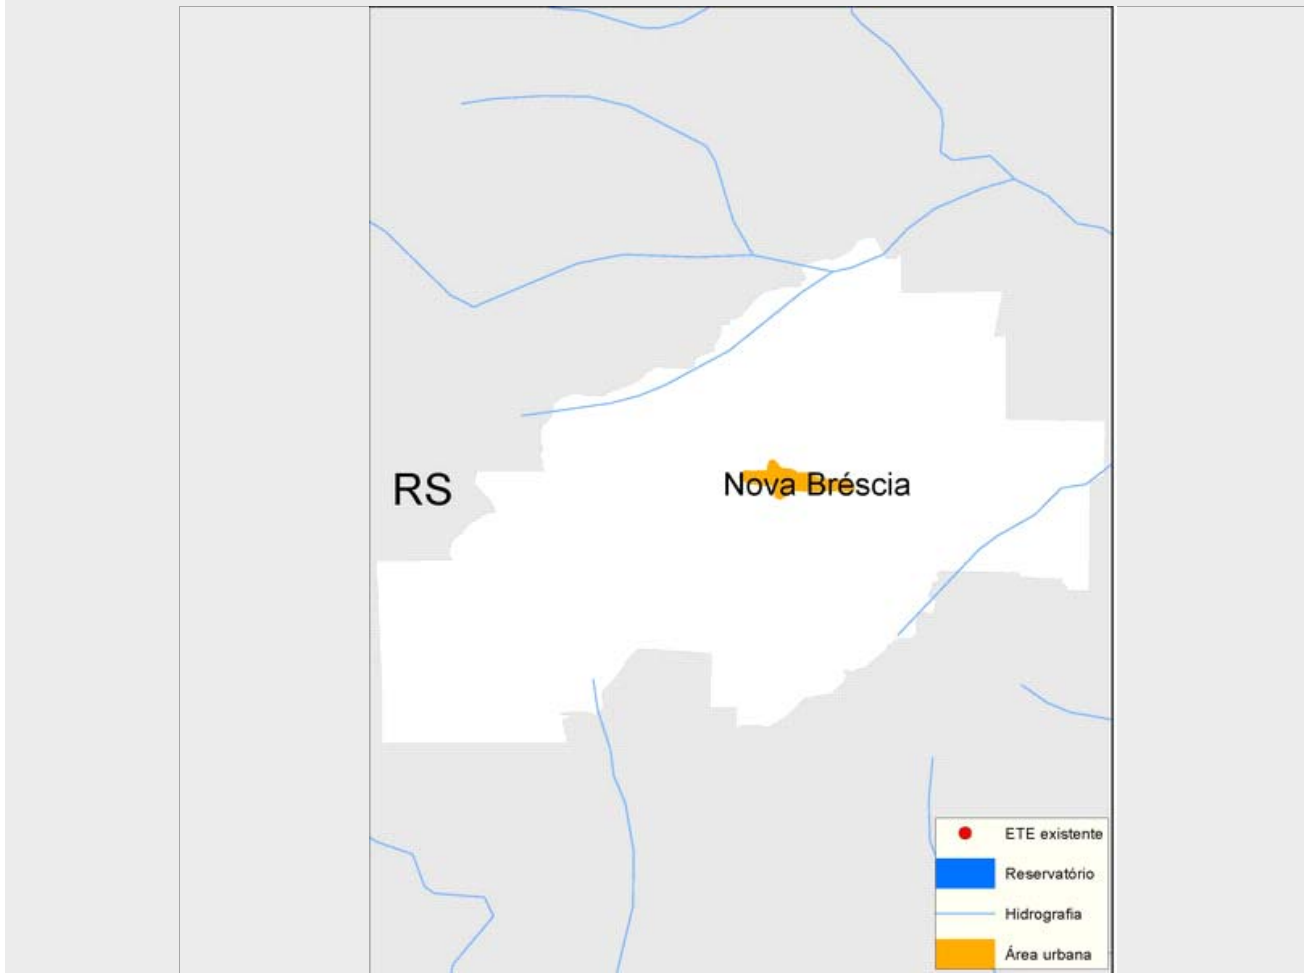 RS
Nova Bréscia
ETE existente
Reservatório
Hidrografia
Área urbana